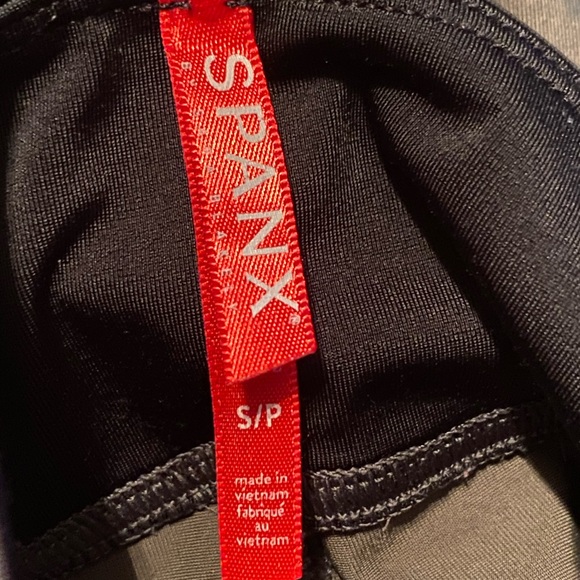 SPANX®
S/P
made in
vietnam
fabriqué
au
vietnam